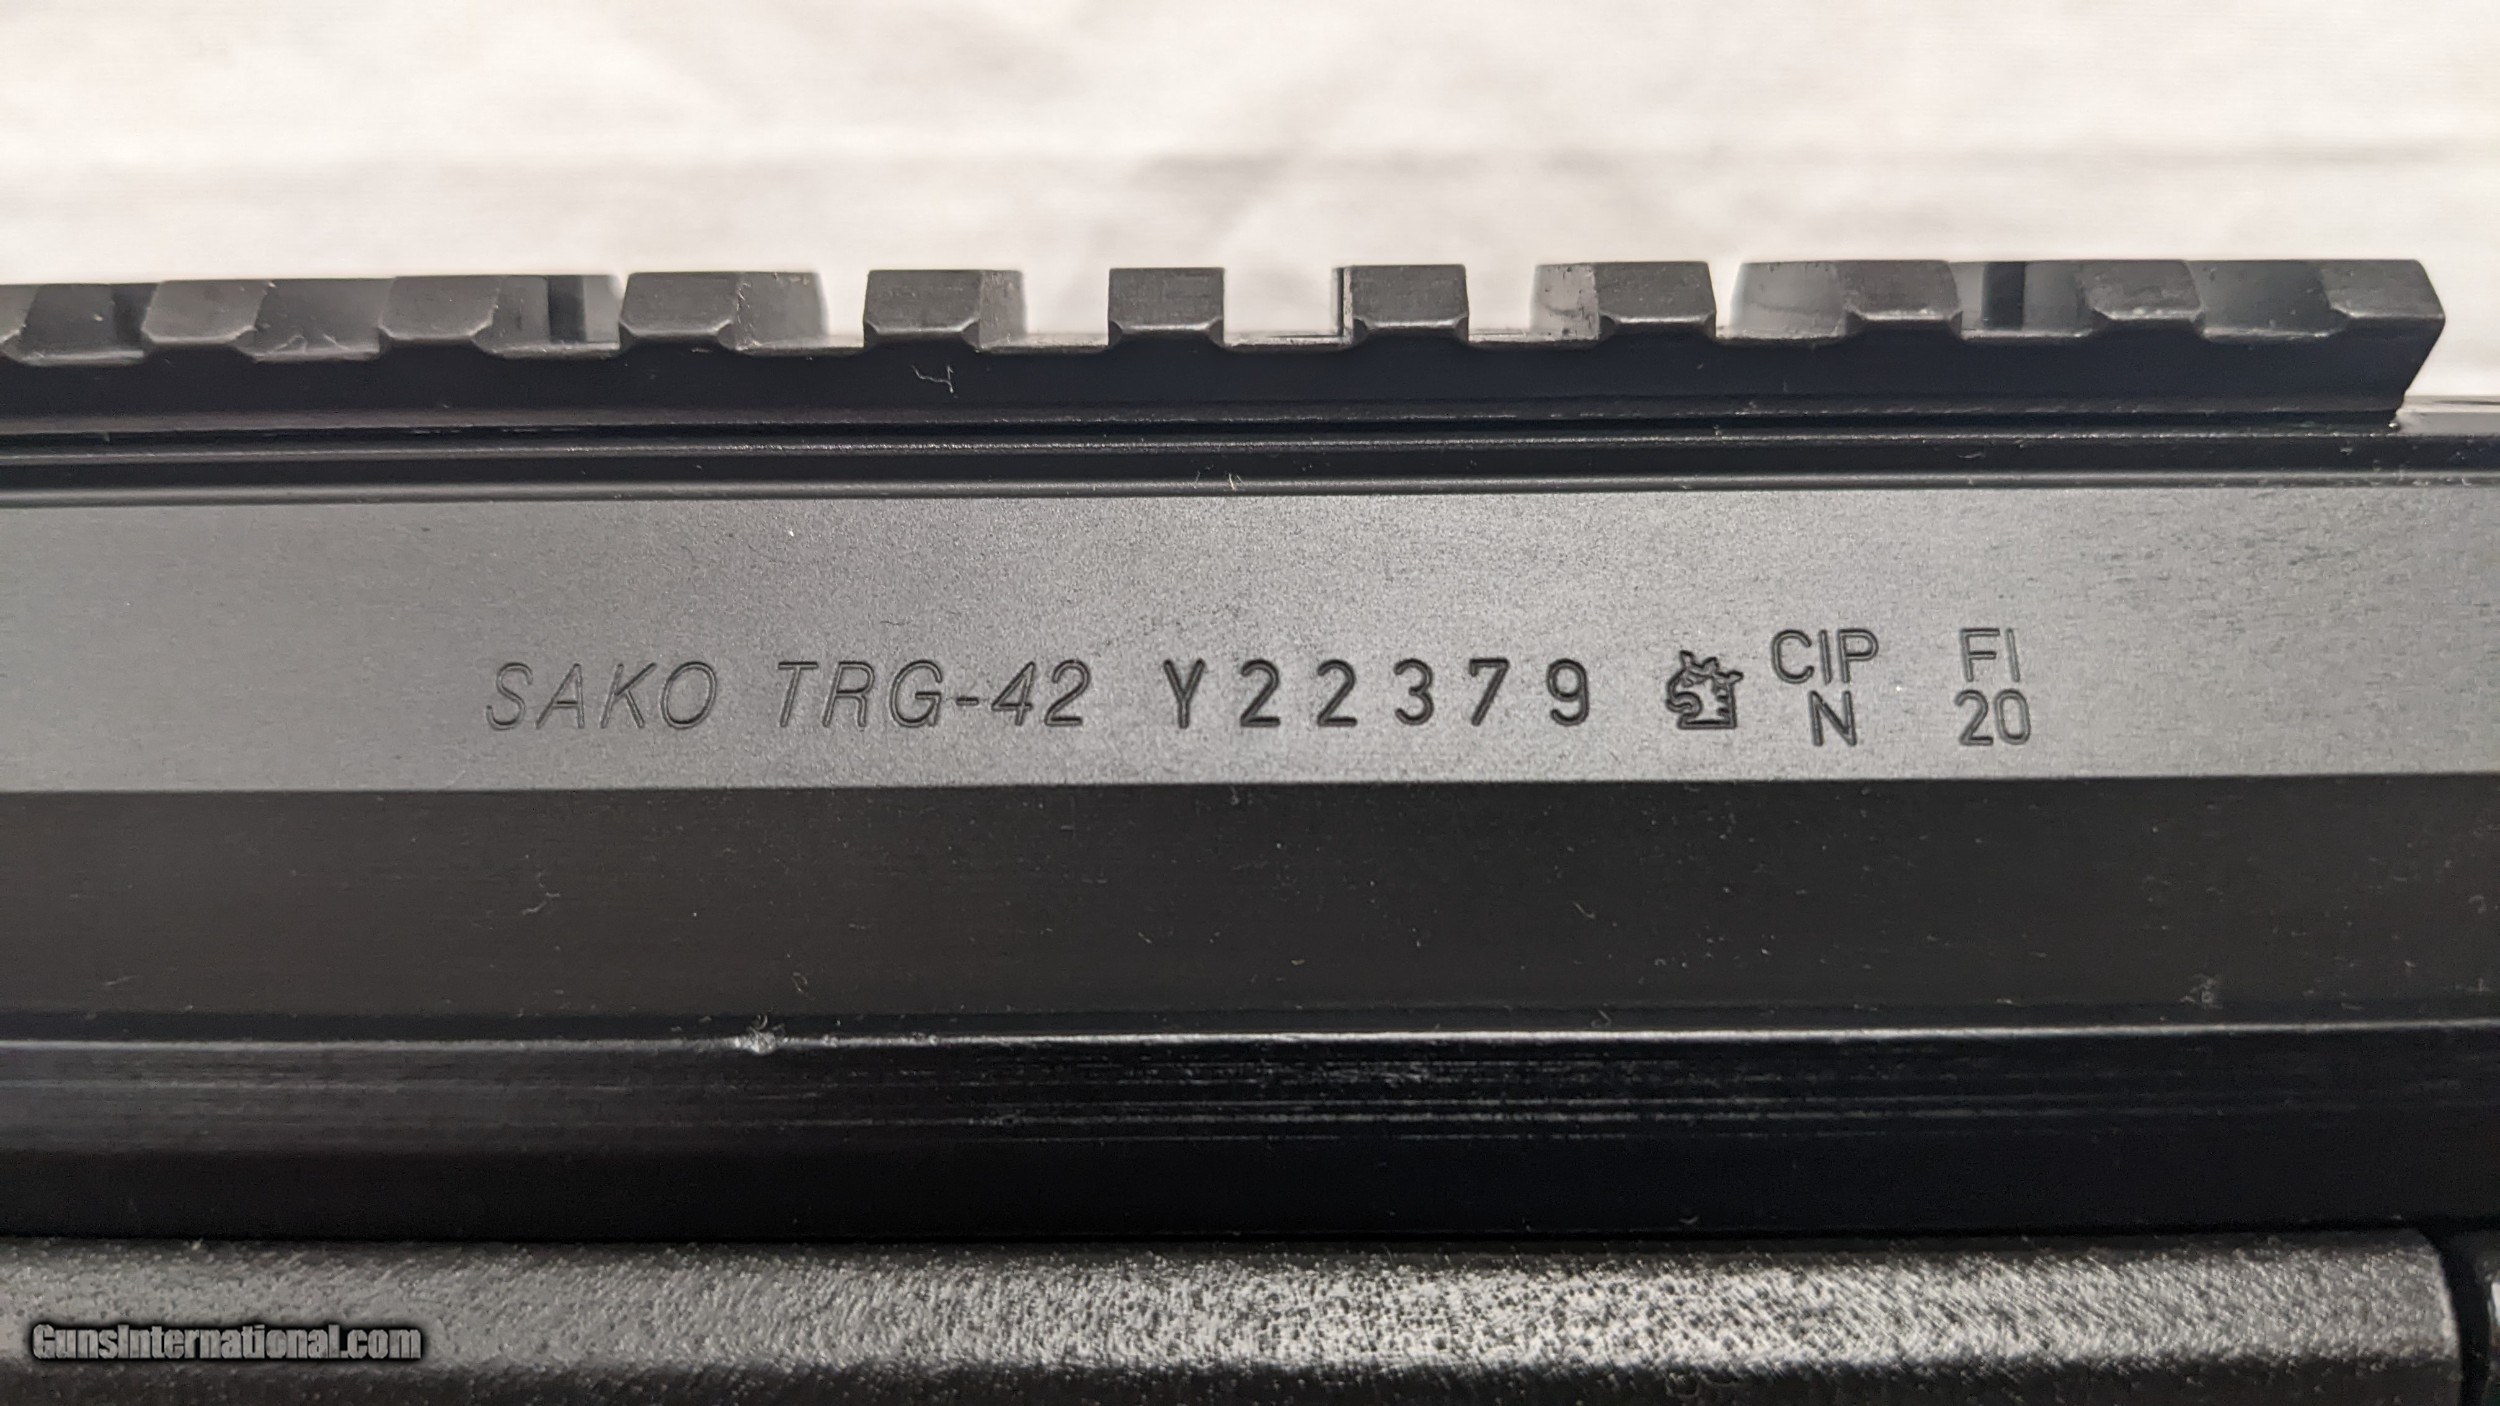 SAKO TRG-42 Y22379 CIP FI
N 20
GunsInternational.com